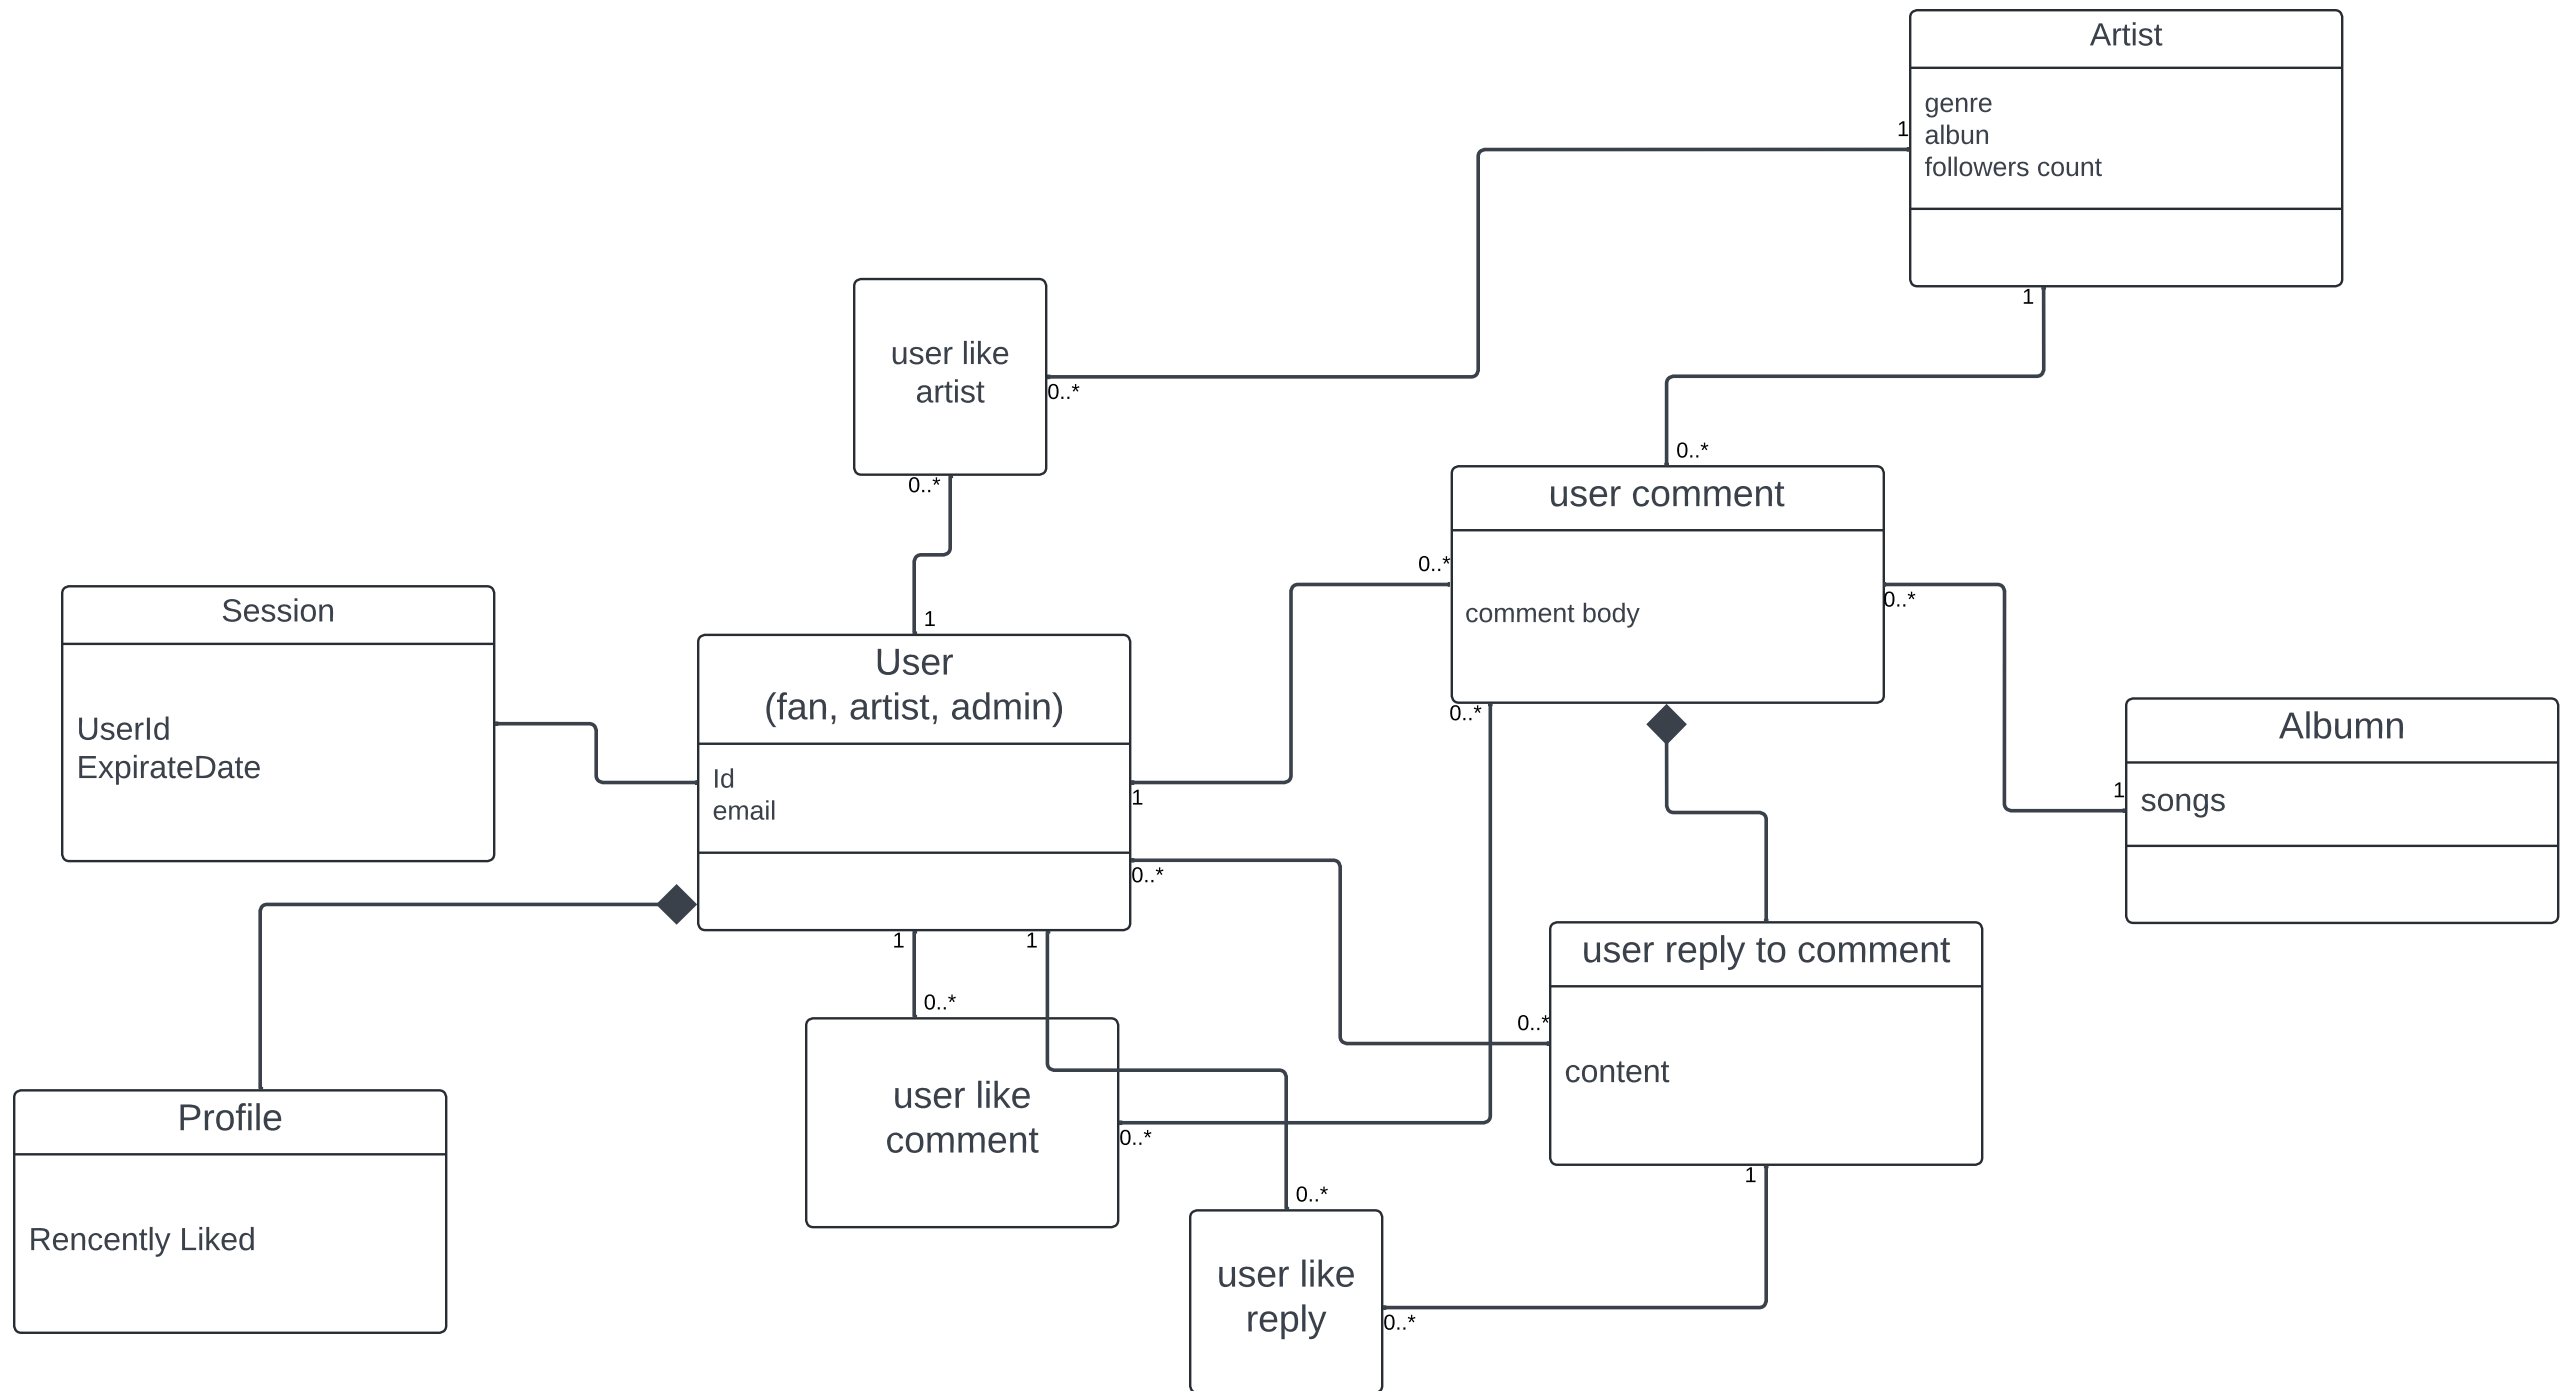 Artist
genre
albun
followers count
1
1
user like
artist
0..*
0..*
0..*
user comment
comment body
0..*
0..*
0..*
Session
UserId
ExpirateDate
1
User
(fan, artist, admin)
Id
email
1
0..*
1
1
Albumn
songs
1
user reply to comment
content
0..*
1
0..*
user like
comment
0..*
Profile
Rencently Liked
0..*
user like
reply
0..*